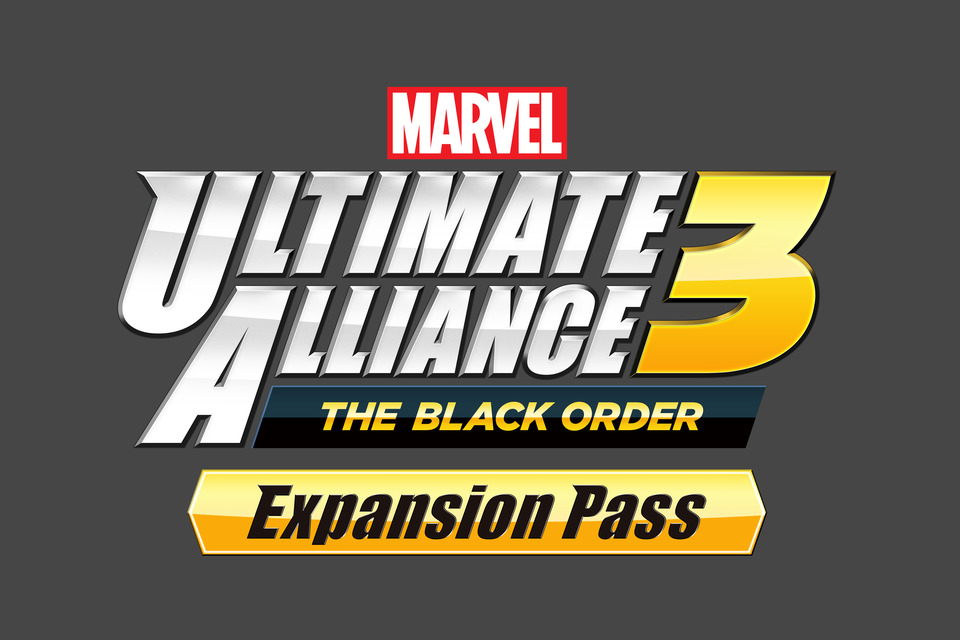 MARVEL
ULTIMATE
ALLIANCE 3
THE BLACK ORDER
Expansion Pass